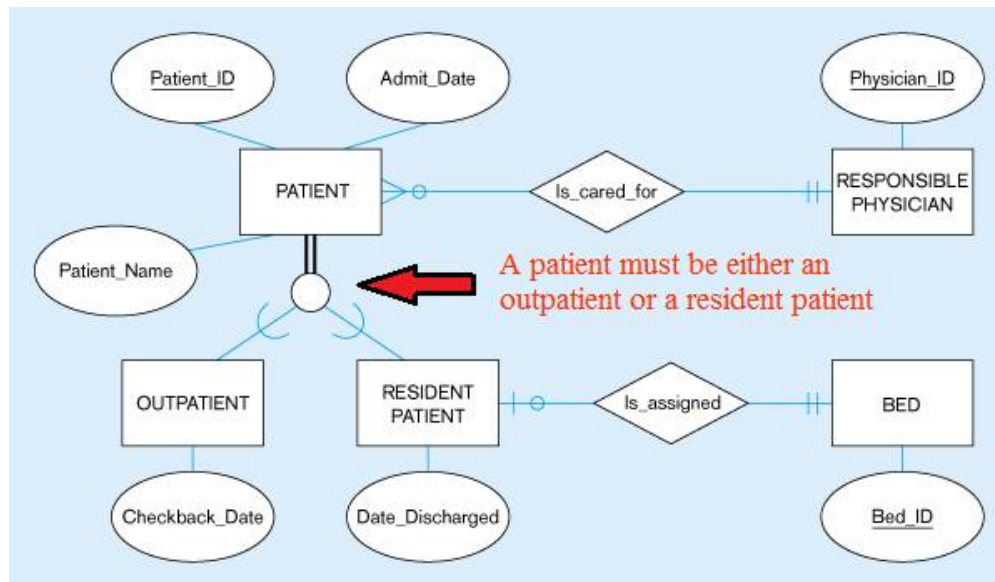 Patient_ID
Admit_Date
Physician_ID
PATIENT
Is_cared_for
RESPONSIBLE
PHYSICIAN
Patient_Name
A patient must be either an
outpatient or a resident patient
OUTPATIENT
RESIDENT
PATIENT
Is_assigned
BED
Checkback_Date
Date_Discharged
Bed_ID